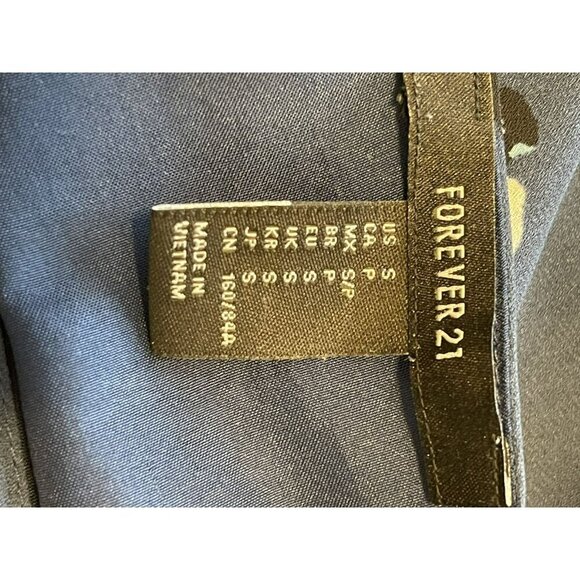 FOREVER 21
US S
CA P
MX S/P
BR P
EU S
UK S
KR S
JP S
CN 160/84A
MADE IN
VIETNAM